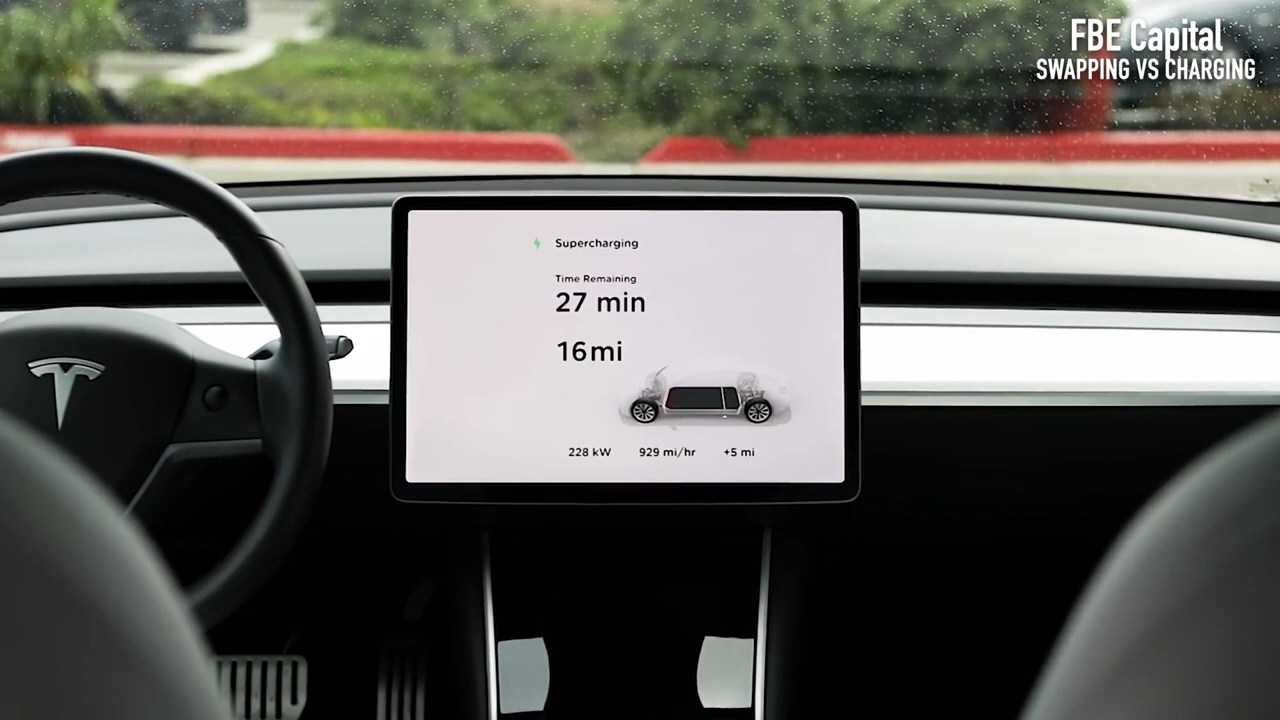 FBE Capital
SWAPPING VS CHARGING
Supercharging
Time Remaining
27 min
16mi
228 kW 929 mi/hr +5 mi